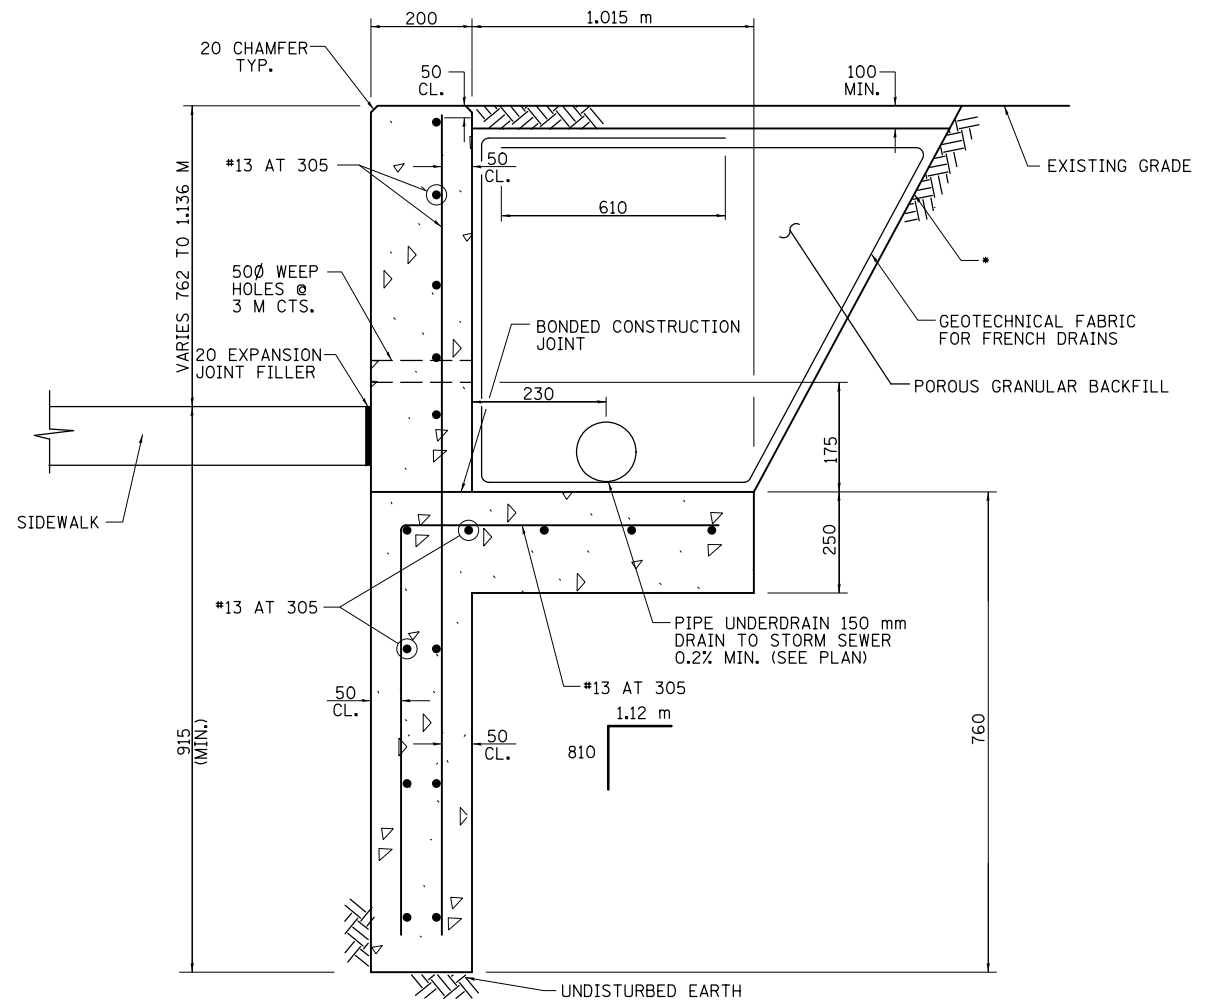 200
1.015 m
20 CHAMFER
TYP.
50
CL.
100
MIN.
#13 AT 305
50
CL.
EXISTING GRADE
610
VARIES 762 TO 1.136 M
50Ø WEEP
HOLES @
3 M CTS.
*
BONDED CONSTRUCTION
JOINT
GEOTECHNICAL FABRIC
FOR FRENCH DRAINS
20 EXPANSION
JOINT FILLER
POROUS GRANULAR BACKFILL
230
175
SIDEWALK
250
#13 AT 305
PIPE UNDERDRAIN 150 mm
DRAIN TO STORM SEWER
0.2% MIN. (SEE PLAN)
#13 AT 305
50
CL.
1.12 m
810
915
(MIN.)
50
CL.
760
UNDISTURBED EARTH